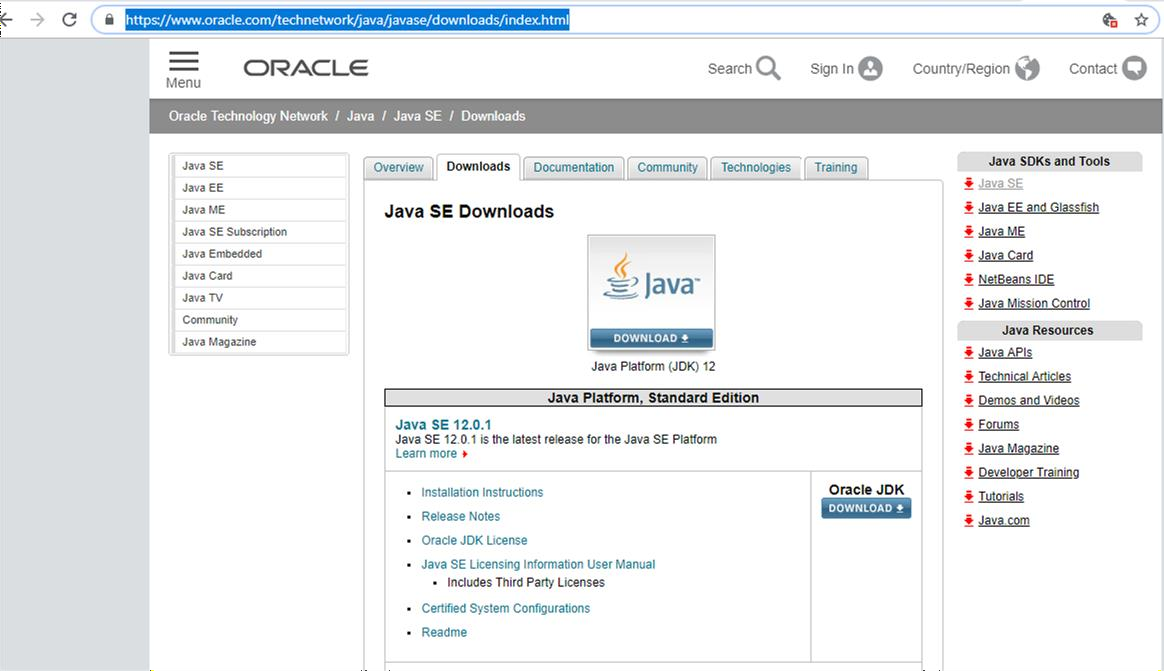 https://www.oracle.com/technetwork/java/javase/downloads/index.html
Menu
ORACLE
Search
Sign In
Country/Region
Contact
Oracle Technology Network / Java / Java SE / Downloads
Java SE
Java EE
Java ME
Java SE Subscription
Java Embedded
Java Card
Java TV
Community
Java Magazine
Overview
Downloads
Documentation
Community
Technologies
Training
Java SE Downloads
Java™
DOWNLOAD
Java Platform (JDK) 12
Java Platform, Standard Edition
Java SE 12.0.1
Java SE 12.0.1 is the latest release for the Java SE Platform
Learn more
Installation Instructions
Release Notes
Oracle JDK License
Java SE Licensing Information User Manual
Includes Third Party Licenses
Certified System Configurations
Readme
Oracle JDK
DOWNLOAD
Java SDKs and Tools
Java SE
Java EE and Glassfish
Java ME
Java Card
NetBeans IDE
Java Mission Control
Java Resources
Java APIs
Technical Articles
Demos and Videos
Forums
Java Magazine
Developer Training
Tutorials
Java.com